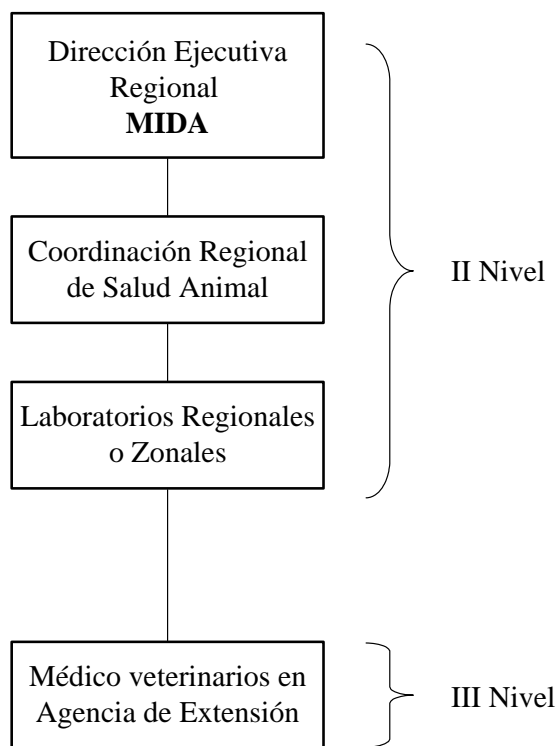 Dirección Ejecutiva
Regional
MIDA
Coordinación Regional
de Salud Animal
II Nivel
Laboratorios Regionales
o Zonales
Médico veterinarios en
Agencia de Extensión
III Nivel